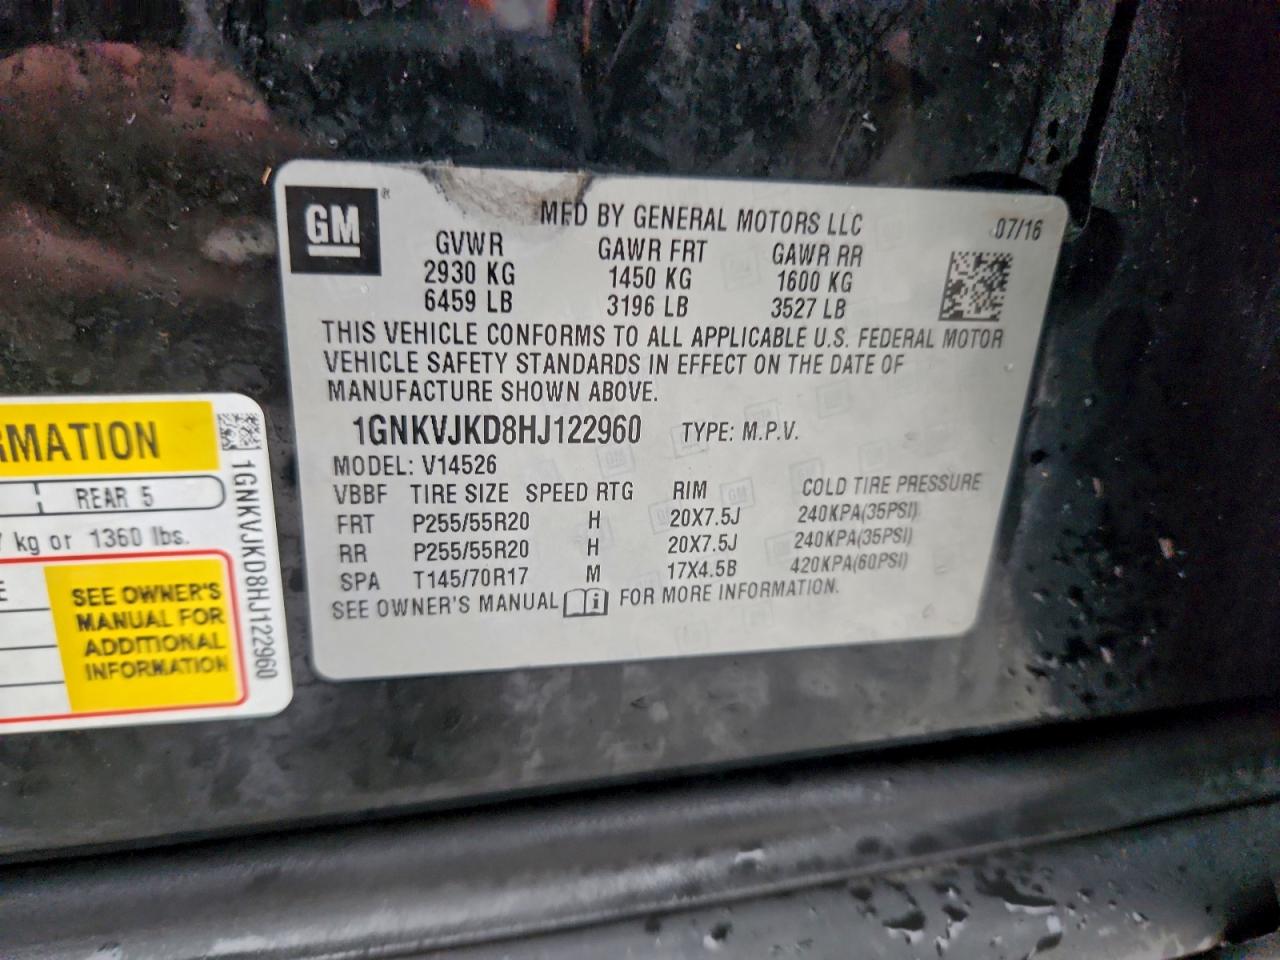 GM
®
MFD BY GENERAL MOTORS LLC
07/16
GVWR GAWR FRT GAWR RR
2930 KG 1450 KG 1600 KG
6459 LB 3196 LB 3527 LB
THIS VEHICLE CONFORMS TO ALL APPLICABLE U.S. FEDERAL MOTOR
VEHICLE SAFETY STANDARDS IN EFFECT ON THE DATE OF
MANUFACTURE SHOWN ABOVE.
1GNKVJKD8HJ122960 TYPE: M.P.V.
MODEL: V14526
VBBF TIRE SIZE SPEED RTG RIM COLD TIRE PRESSURE
FRT P255/55R20 H 20X7.5J 240KPA(35PSI)
RR P255/55R20 H 20X7.5J 240KPA(35PSI)
SPA T145/70R17 M 17X4.5B 420KPA(60PSI)
SEE OWNER'S MANUAL i FOR MORE INFORMATION.
RMATION
REAR 5
kg or 1360 lbs.
E
SEE OWNER'S
MANUAL FOR
ADDITIONAL
INFORMATION
1GNKVJKD8HJ122960